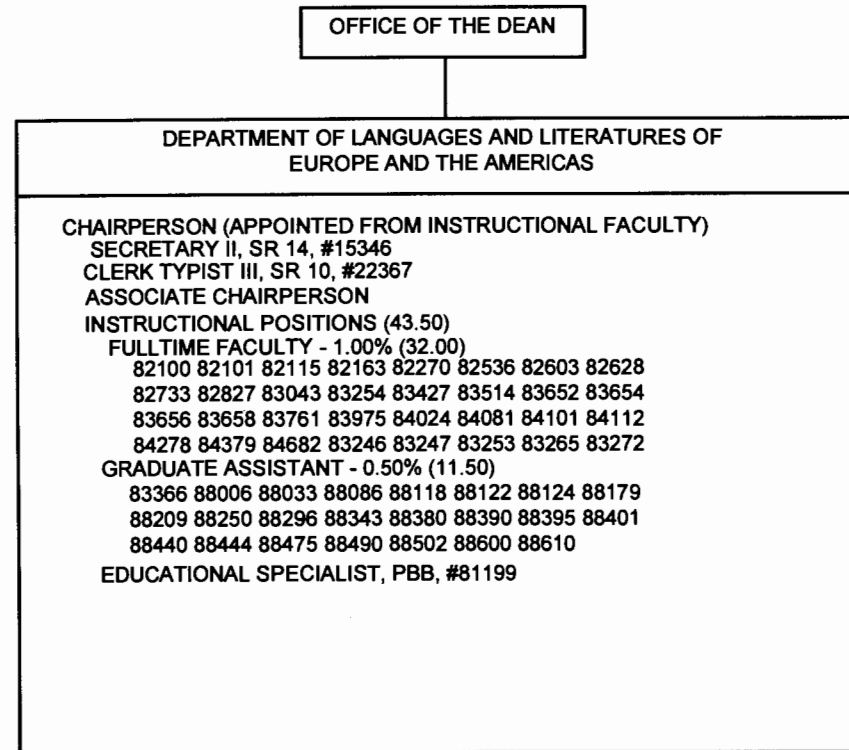 OFFICE OF THE DEAN
DEPARTMENT OF LANGUAGES AND LITERATURES OF
EUROPE AND THE AMERICAS
CHAIRPERSON (APPOINTED FROM INSTRUCTIONAL FACULTY)
SECRETARY II, SR 14, #15346
CLERK TYPIST III, SR 10, #22367
ASSOCIATE CHAIRPERSON
INSTRUCTIONAL POSITIONS (43.50)
FULLTIME FACULTY - 1.00% (32.00)
82100 82101 82115 82163 82270 82536 82603 82628
82733 82827 83043 83254 83427 83514 83652 83654
83656 83658 83761 83975 84024 84081 84101 84112
84278 84379 84682 83246 83247 83253 83265 83272
GRADUATE ASSISTANT - 0.50% (11.50)
83366 88006 88033 88086 88118 88122 88124 88179
88209 88250 88296 88343 88380 88390 88395 88401
88440 88444 88475 88490 88502 88600 88610
EDUCATIONAL SPECIALIST, PBB, #81199